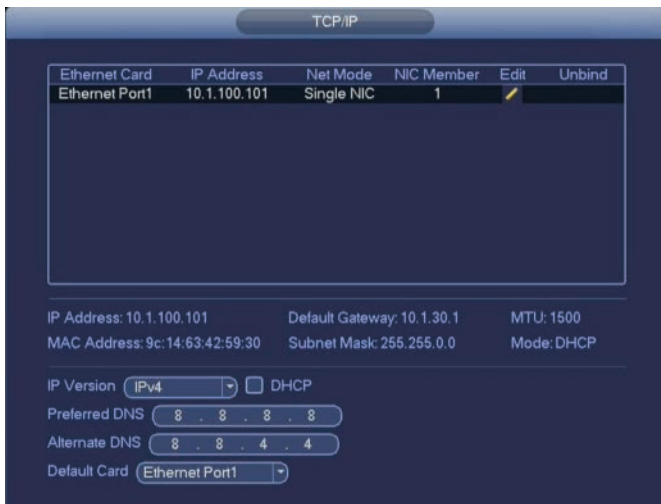 TCP/IP
Ethernet Card IP Address Net Mode NIC Member Edit Unbind
Ethernet Port1 10.1.100.101 Single NIC 1
IP Address: 10.1.100.101 Default Gateway: 10.1.30.1 MTU: 1500
MAC Address: 9c:14:63:42:59:30 Subnet Mask: 255.255.0.0 Mode: DHCP
IP Version IPv4 DHCP
Preferred DNS 8 . 8 . 8 . 8
Alternate DNS 8 . 8 . 4 . 4
Default Card Ethernet Port1